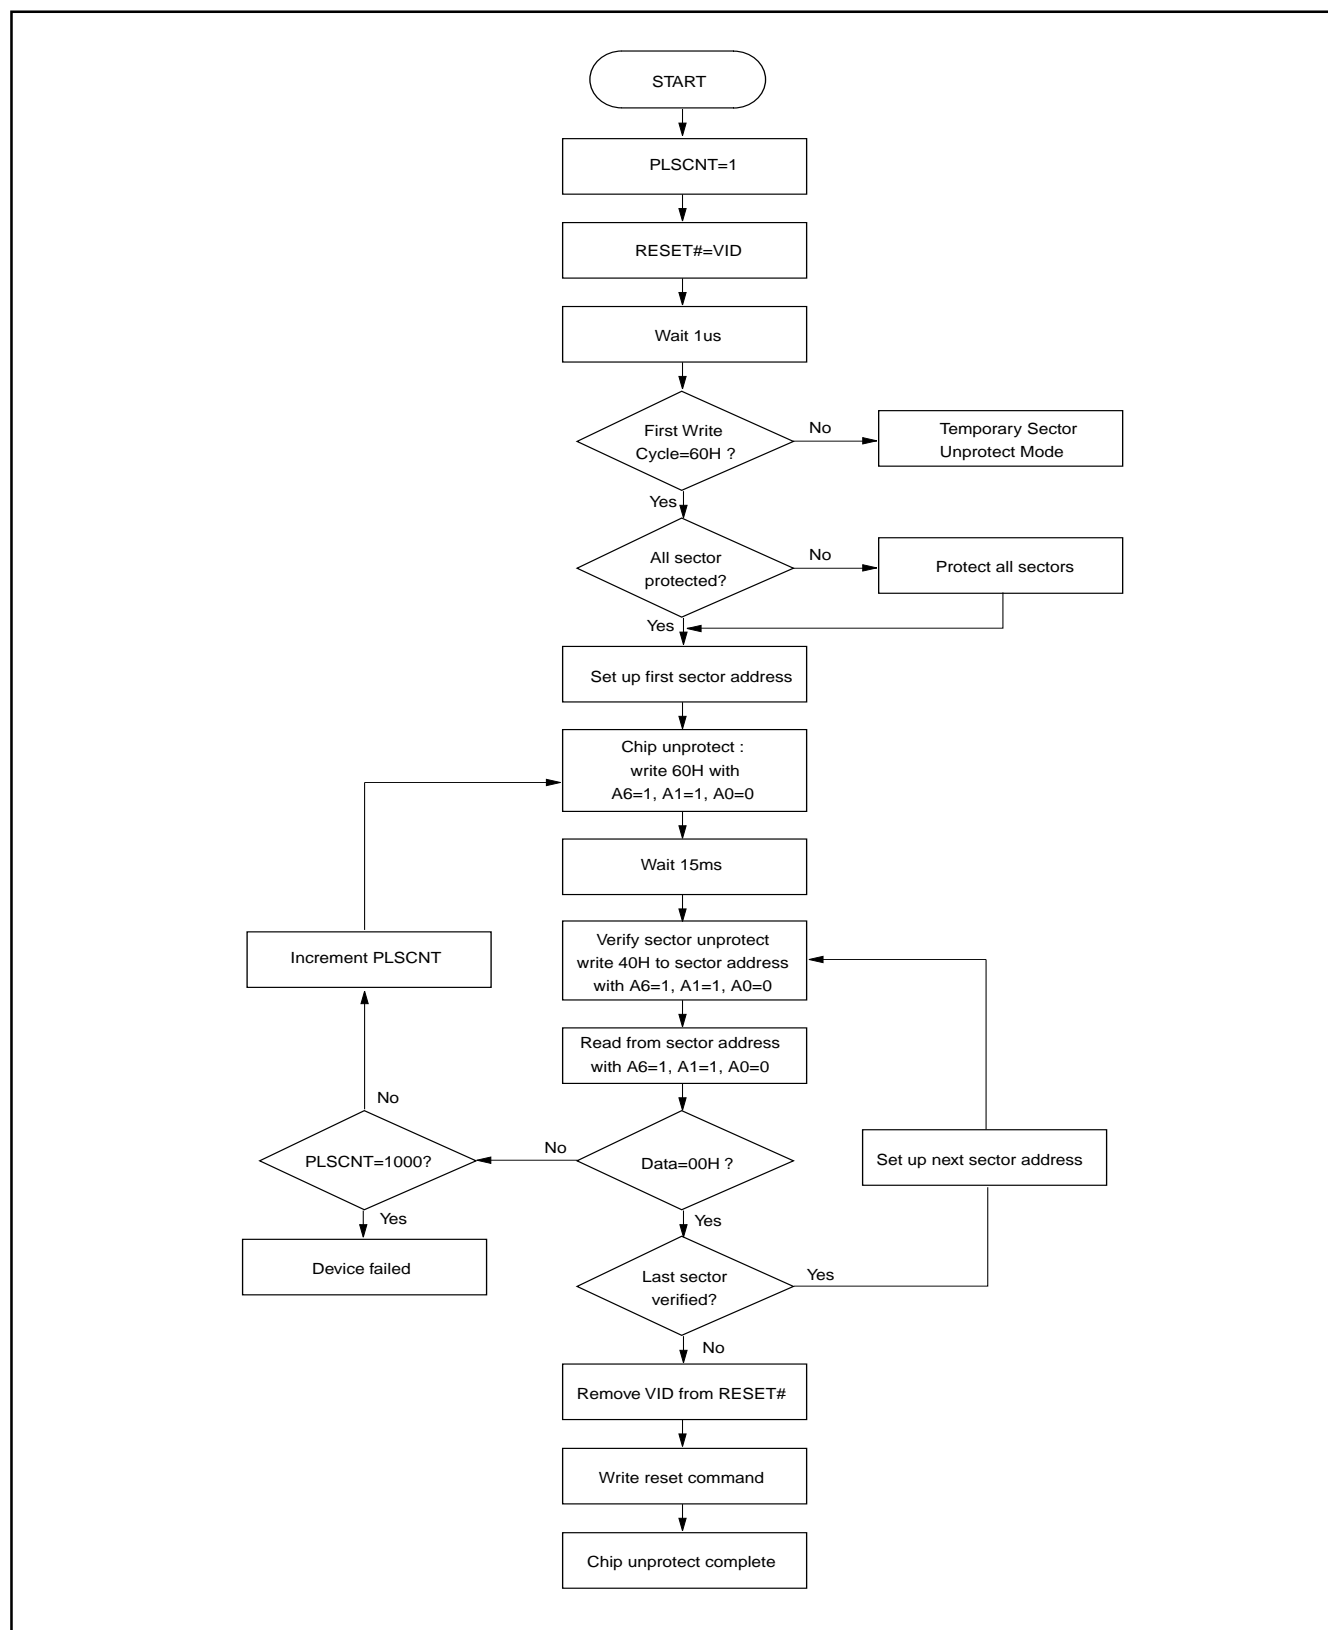 START
PLSCNT=1
RESET#=VID
Wait 1us
First Write
Cycle=60H ?
No
Temporary Sector
Unprotect Mode
Yes
All sector
protected?
No
Protect all sectors
Yes
Set up first sector address
Chip unprotect :
write 60H with
A6=1, A1=1, A0=0
Wait 15ms
Verify sector unprotect
write 40H to sector address
with A6=1, A1=1, A0=0
Increment PLSCNT
Read from sector address
with A6=1, A1=1, A0=0
No
PLSCNT=1000?
No
Data=00H ?
Set up next sector address
Yes
Yes
Device failed
Last sector
verified?
Yes
No
Remove VID from RESET#
Write reset command
Chip unprotect complete